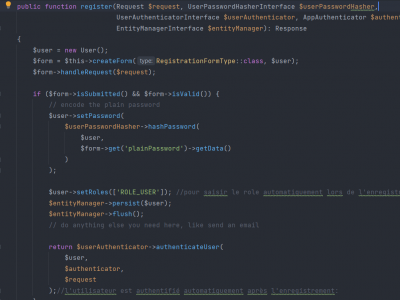 public function register(Request $request, UserPasswordHasherInterface $userPasswordHasher,
UserAuthenticatorInterface $userAuthenticator, AppAuthenticator $authen
EntityManagerInterface $entityManager): Response
{
$user = new User();
$form = $this->createForm( type: RegistrationFormType::class, $user);
$form->handleRequest($request);
if ($form->isSubmitted() && $form->isValid()) {
// encode the plain password
$user->setPassword(
$userPasswordHasher->hashPassword(
$user,
$form->get('plainPassword')->getData()
)
);
$user->setRoles(['ROLE_USER']); //pour saisir le role automatiquement lors de l'enregistre
$entityManager->persist($user);
$entityManager->flush();
// do anything else you need here, like send an email
return $userAuthenticator->authenticateUser(
$user,
$authenticator,
$request
);//l'utilisateur est authentifié automatiquement après l'enregistrement: